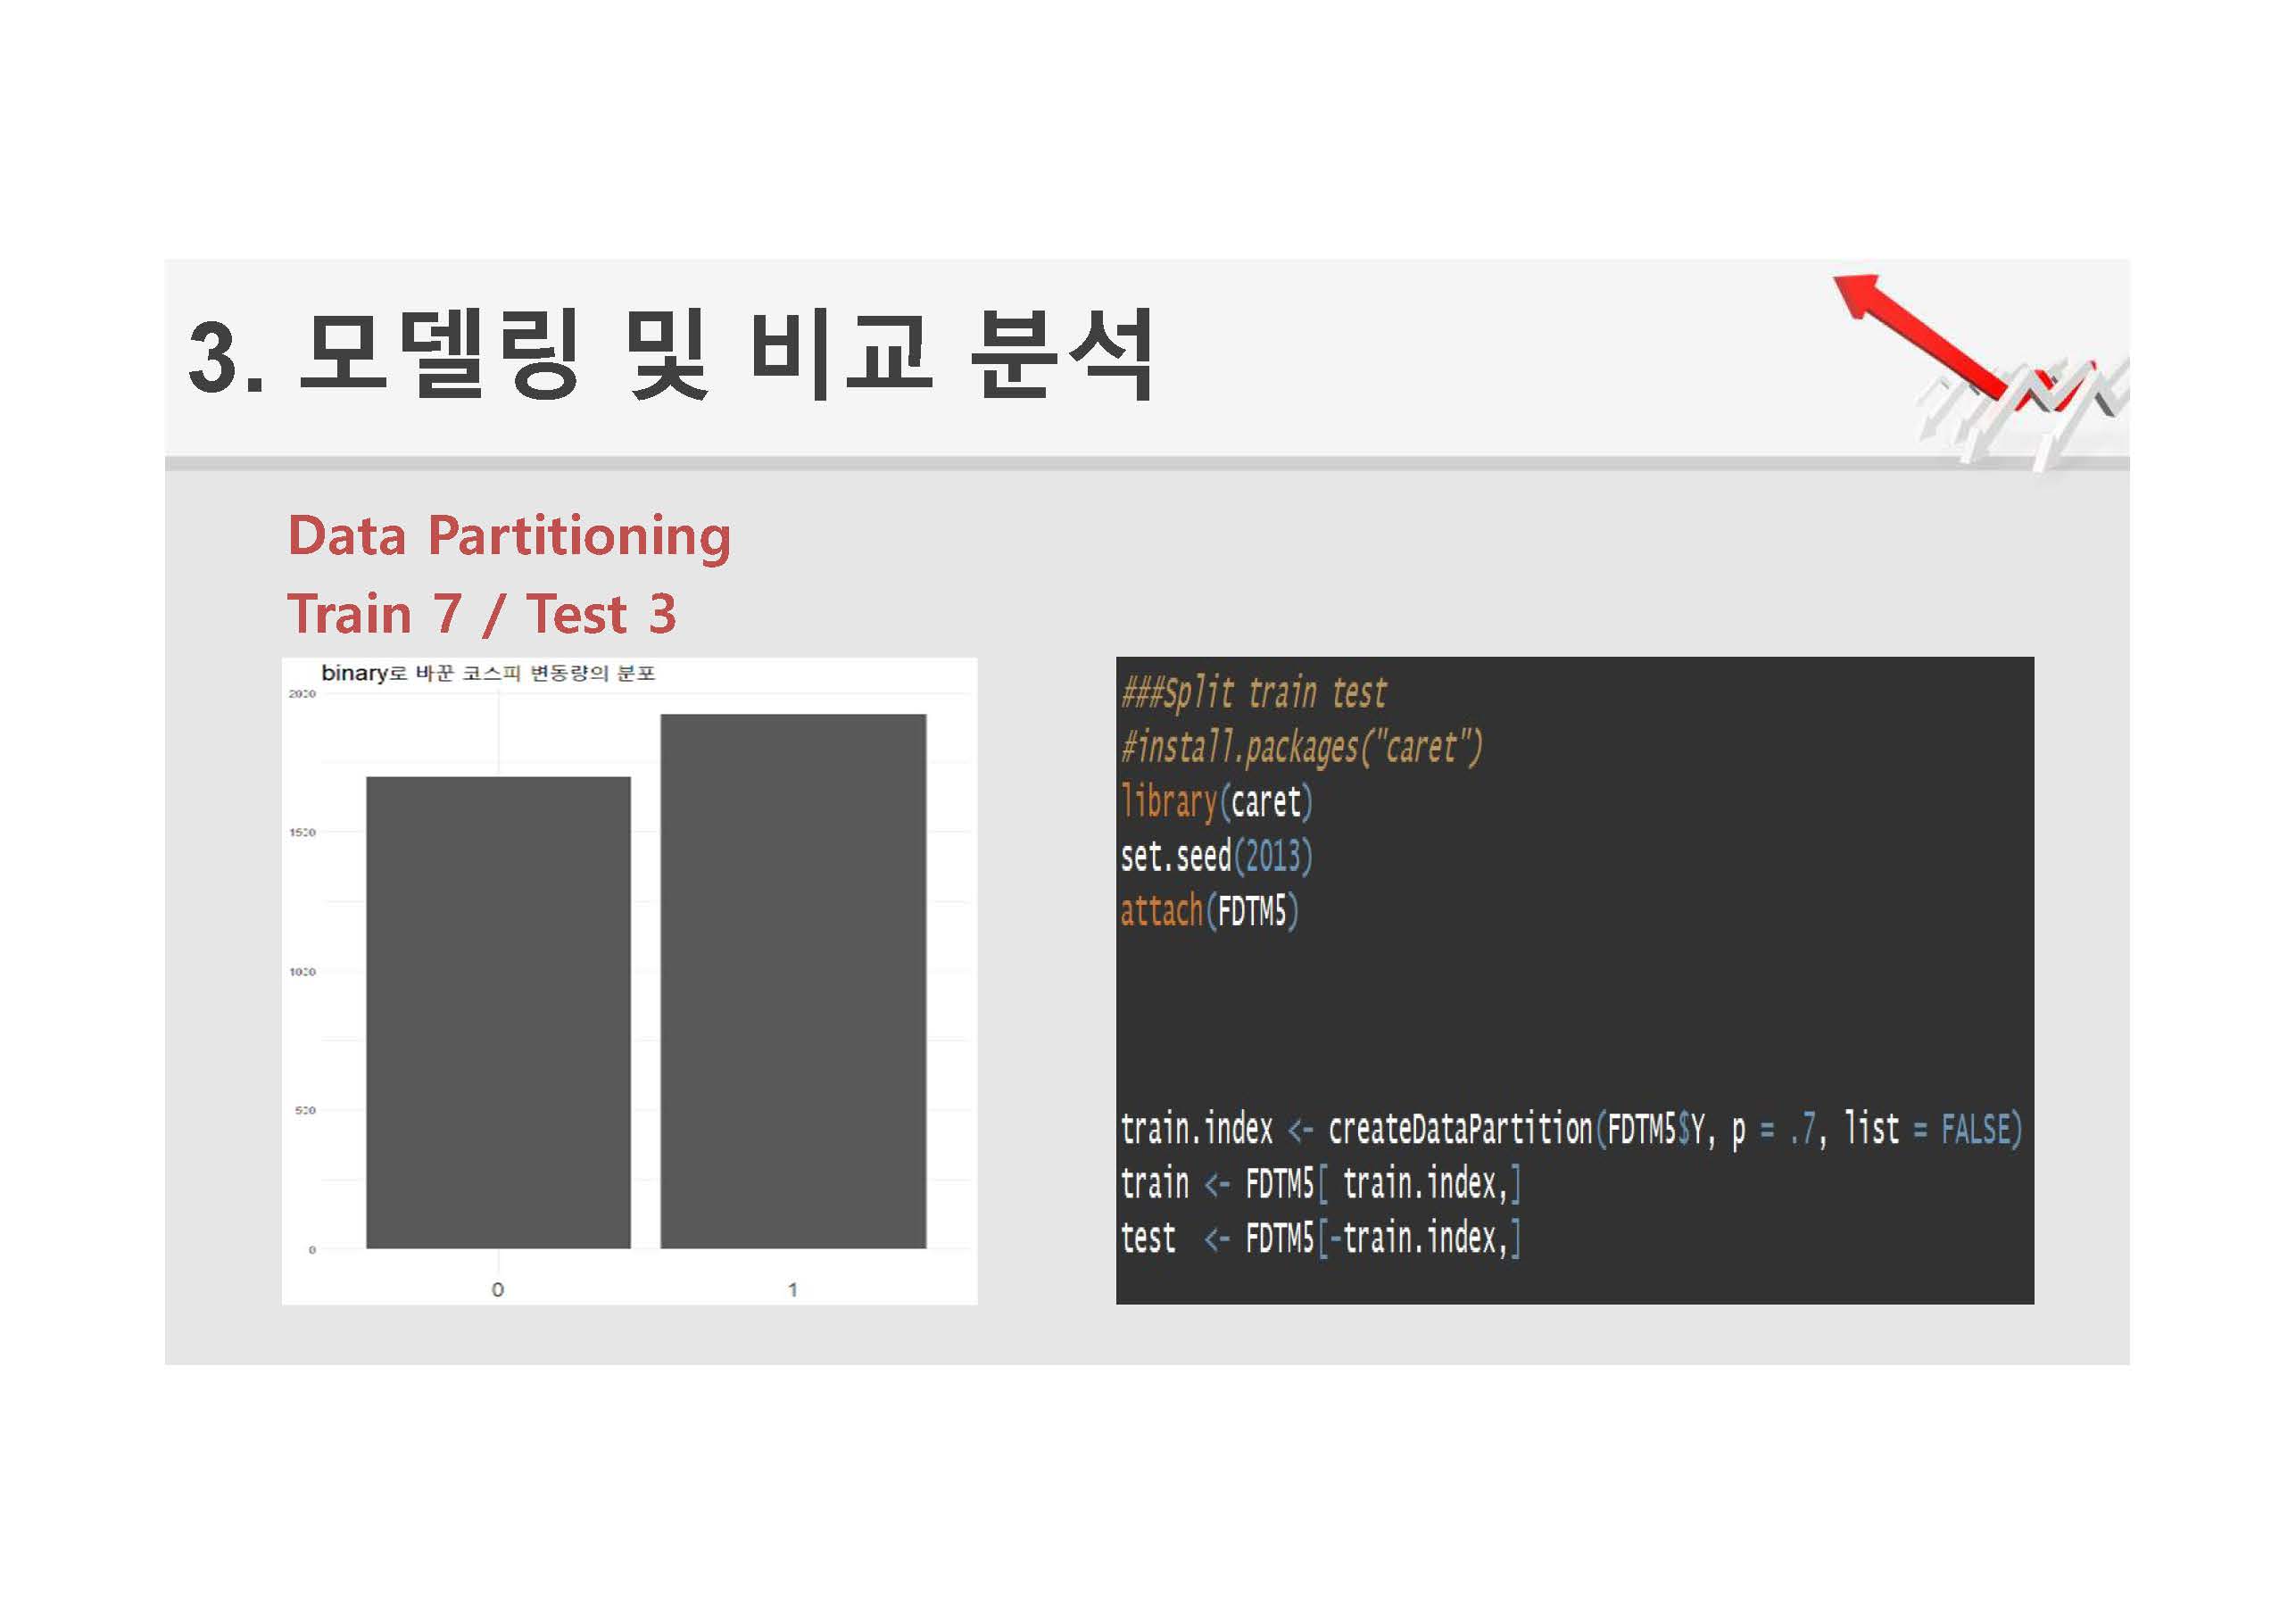 3. 모델링 및 비교 분석
Data Partitioning
Train 7 / Test 3
binary로 바꾼 코스피 변동량의 분포
2000
1500
1000
500
0
0 1
###Split train test
#install.packages("caret")
library(caret)
set.seed(2013)
attach(FDTM5)
train.index <- createDataPartition(FDTM5$Y, p = .7, list = FALSE)
train <- FDTM5[ train.index,]
test  <- FDTM5[-train.index,]